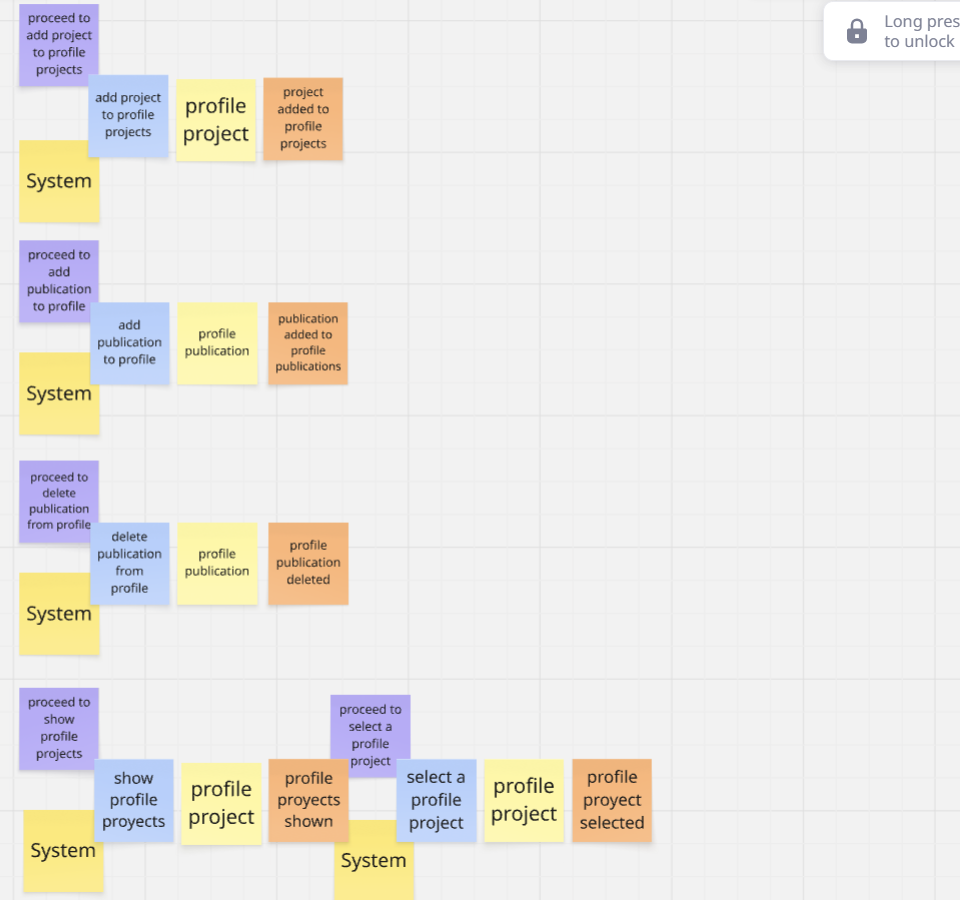 proceed to
add project
to profile
projects
Long pres
to unlock
add project
to profile
projects
profile
project
project
added to
profile
projects
System
proceed to
add
publication
to profile
add
publication
to profile
profile
publication
publication
added to
profile
publications
System
proceed to
delete
publication
from profile
delete
publication
from
profile
profile
publication
profile
publication
deleted
System
proceed to
show
profile
projects
show
profile
proyects
profile
project
profile
proyects
shown
System
proceed to
select a
profile
project
select a
profile
project
profile
project
profile
proyect
selected
System